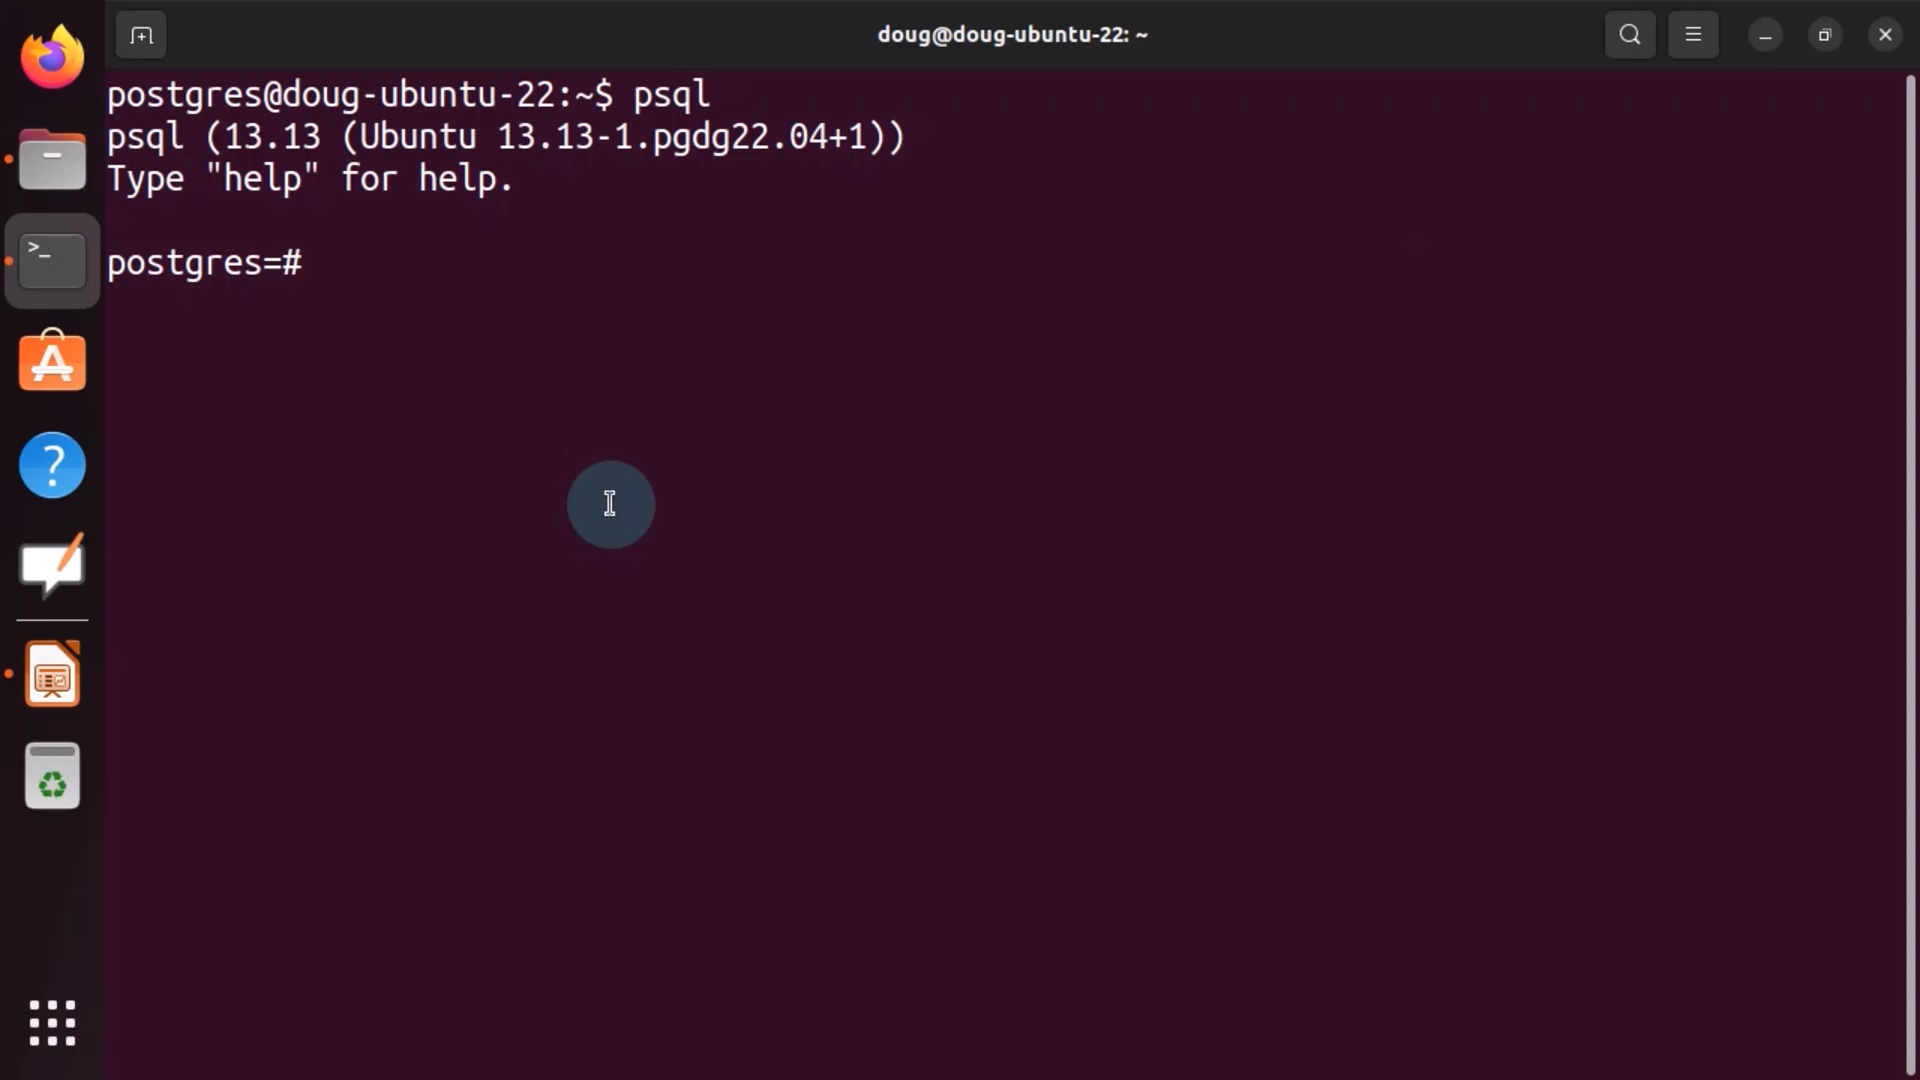 doug@doug-ubuntu-22: ~
postgres@doug-ubuntu-22:~$ psql
psql (13.13 (Ubuntu 13.13-1.pgdg22.04+1))
Type "help" for help.
postgres=#